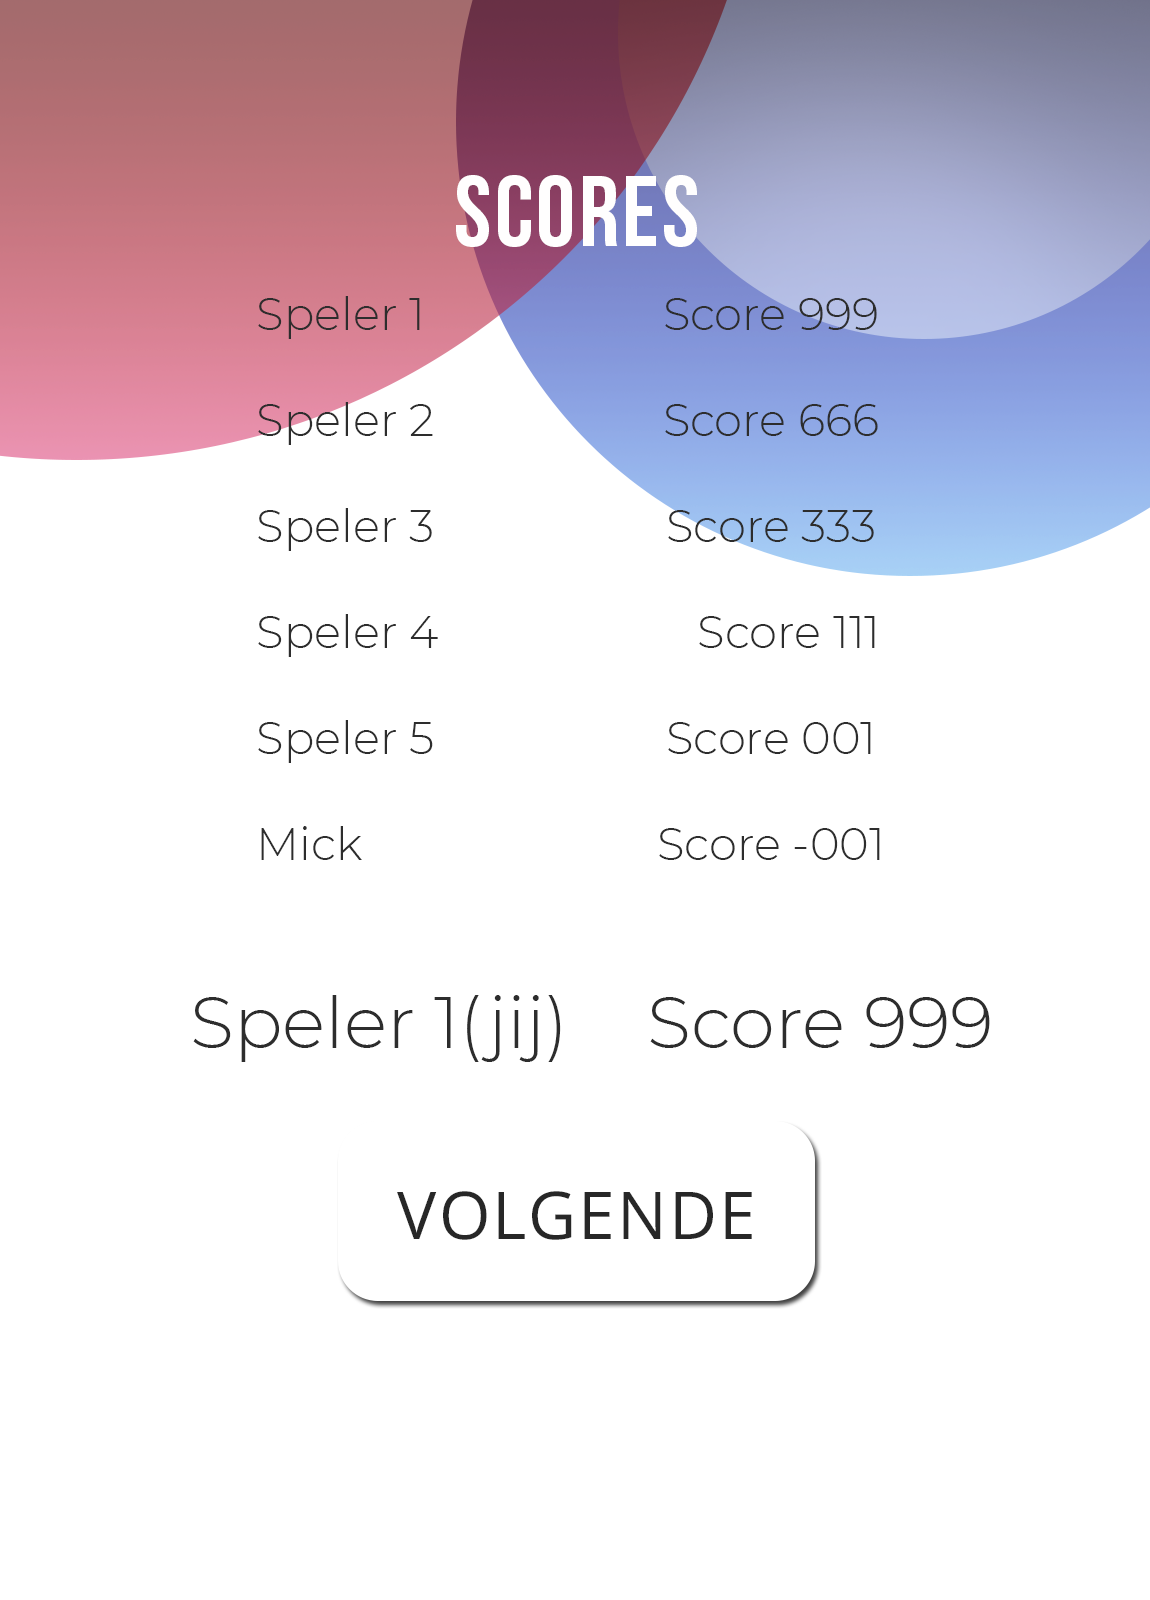 SCORES
Speler 1 Score 999
Speler 2 Score 666
Speler 3 Score 333
Speler 4 Score 111
Speler 5 Score 001
Mick Score -001
Speler 1(jij) Score 999
VOLGENDE